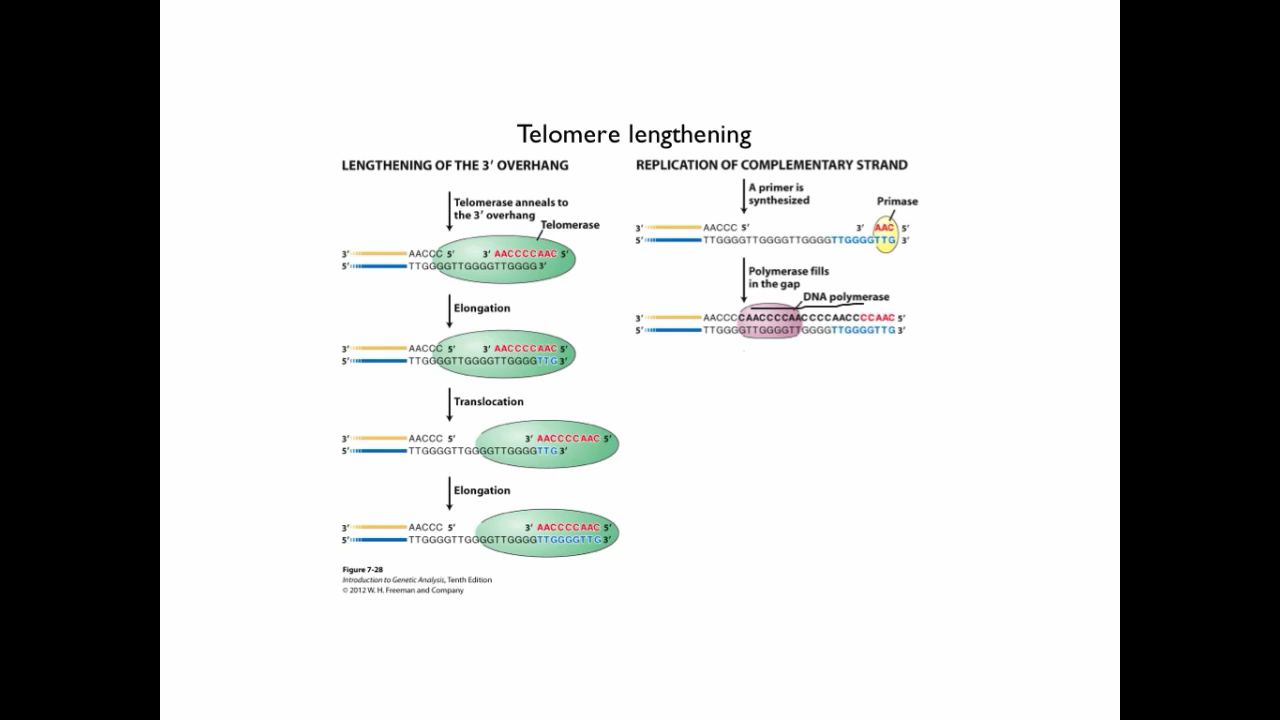 Telomere lengthening
LENGTHENING OF THE 3′ OVERHANG
Telomerase anneals to
the 3′ overhang
Telomerase
3′ AACCC 5′ 3′ AACCCCAAC 5′
5′ TTGGGGTTGGGGTTGGGG 3′
Elongation
3′ AACCC 5′ 3′ AACCCCAAC 5′
5′ TTGGGGTTGGGGTTGGGGTTG 3′
Translocation
3′ AACCC 5′ 3′ AACCCCAAC 5′
5′ TTGGGGTTGGGGTTGGGGTTG 3′
Elongation
3′ AACCC 5′ 3′ AACCCCAAC 5′
5′ TTGGGGTTGGGGTTGGGGTTGGGGTTG 3′
Figure 7-28
Introduction to Genetic Analysis, Tenth Edition
© 2012 W. H. Freeman and Company
REPLICATION OF COMPLEMENTARY STRAND
A primer is
synthesized
Primase
3′ AACCC 5′ 3′ AAC 5′
5′ TTGGGGTTGGGGTTGGGGTTGGGGTTG 3′
Polymerase fills
in the gap
DNA polymerase
3′ AACCCCAACCCCAACCCCAACCCCAAC 5′
5′ TTGGGGTTGGGGTTGGGGTTGGGGTTG 3′